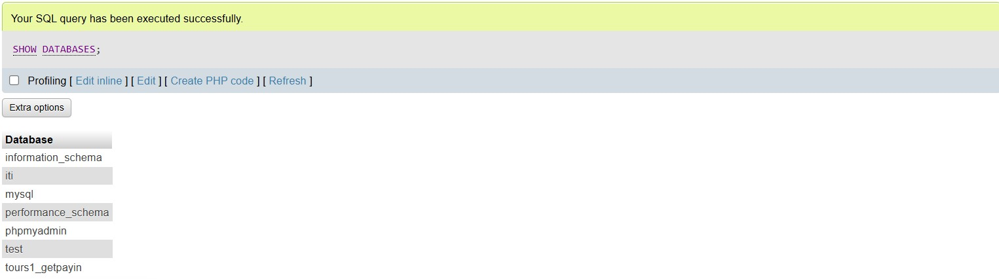 Your SQL query has been executed successfully.
SHOW DATABASES;
Profiling [ Edit inline ] [ Edit ] [ Create PHP code ] [ Refresh ]
Extra options
Database
information_schema
iti
mysql
performance_schema
phpmyadmin
test
tours1_getpayin